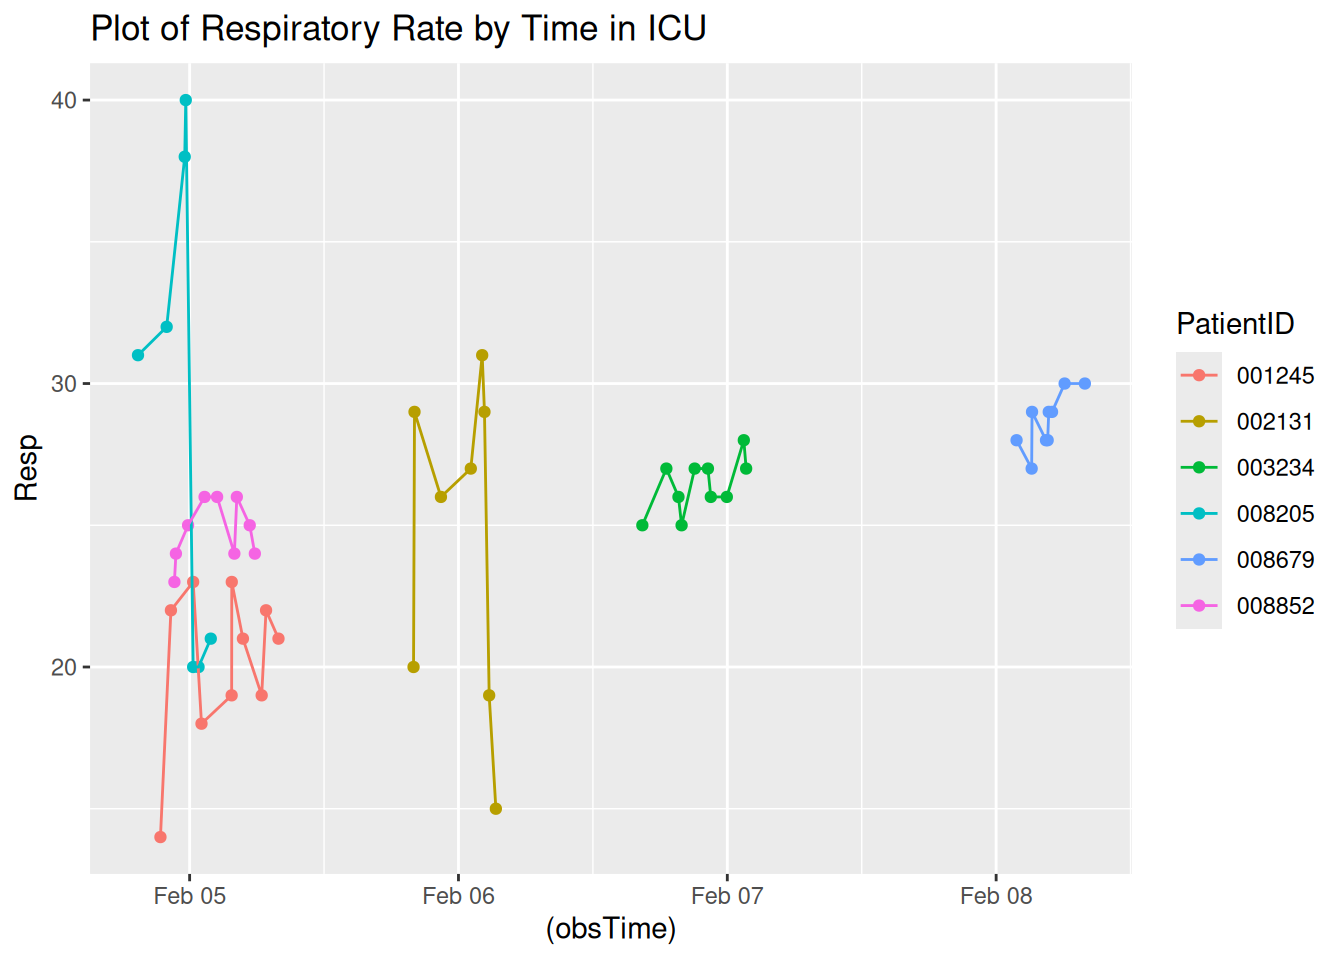 Plot of Respiratory Rate by Time in ICU
Resp
40
30
20
Feb 05
Feb 06
Feb 07
Feb 08
(obsTime)
PatientID
001245
002131
003234
008205
008679
008852